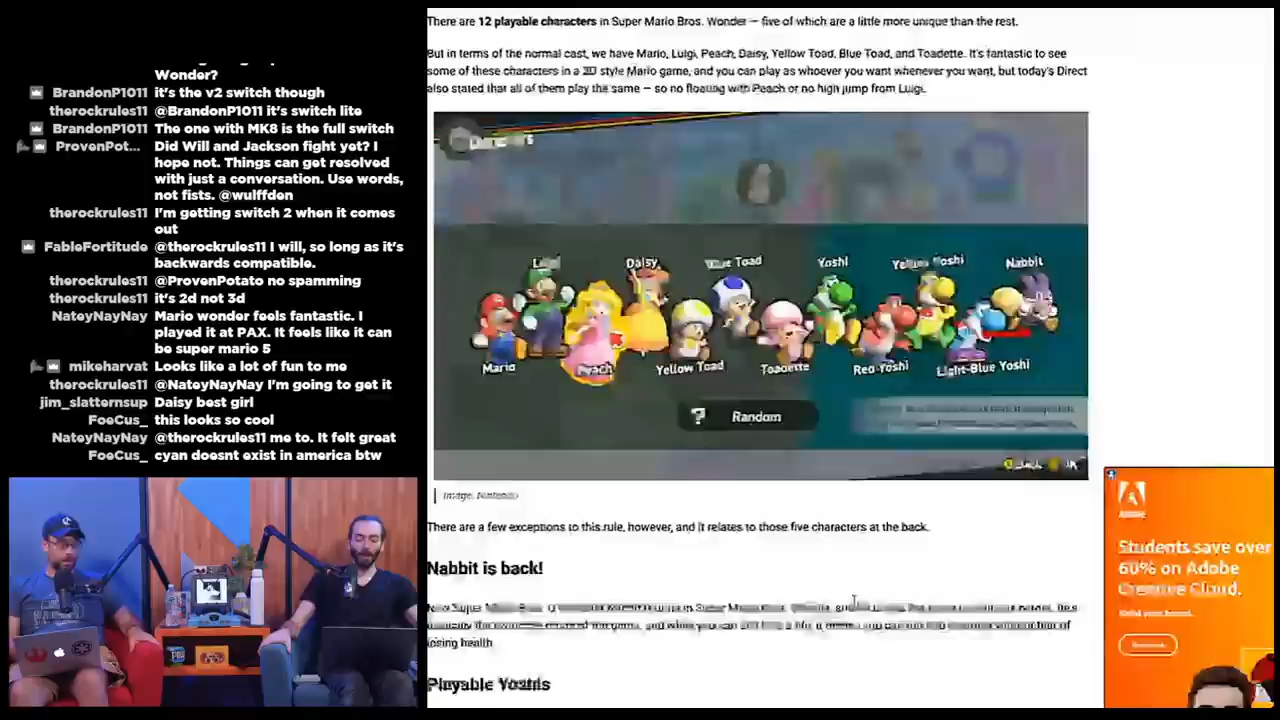 Wonder?
BrandonP1011 it's the v2 switch though
therockrules11 @BrandonP1011 it's switch lite
BrandonP1011 The one with MK8 is the full switch
ProvenPot... Did Will and Jackson fight yet? I
hope not. Things can get resolved
with just a conversation. Use words,
not fists. @wulffden
therockrules11 I'm getting switch 2 when it comes
out
FableFortitude @therockrules11 I will, so long as it's
backwards compatible.
therockrules11 @ProvenPotato no spamming
therockrules11 it's 2d not 3d
NateyNayNay Mario wonder feels fantastic. I
played it at PAX. It feels like it can
be super mario 5
mikeharvat Looks like a lot of fun to me
therockrules11 @NateyNayNay I'm going to get it
jim_slatternsup Daisy best girl
FoeCus_ this looks so cool
NateyNayNay @therockrules11 me to. It felt great
FoeCus_ cyan doesnt exist in america btw
There are 12 playable characters in Super Mario Bros. Wonder — five of which are a little more unique than the rest.
But in terms of the normal cast, we have Mario, Luigi, Peach, Daisy, Yellow Toad, Blue Toad, and Toadette. It's fantastic to see
some of these characters in a 2D style Mario game, and you can play as whoever you want whenever you want, but today's Direct
also stated that all of them play the same — so no floating with Peach or no high jump from Luigi.
Luigi Daisy Blue Toad Yoshi Yellow Yoshi Nabbit
Mario Peach Yellow Toad Toadette Red Yoshi Light-Blue Yoshi
? Random
Image: Nintendo
There are a few exceptions to this rule, however, and it relates to those five characters at the back.
Nabbit is back!
losing health
Playable Yoshis
Adobe
Students save over
60% on Adobe
Creative Cloud.